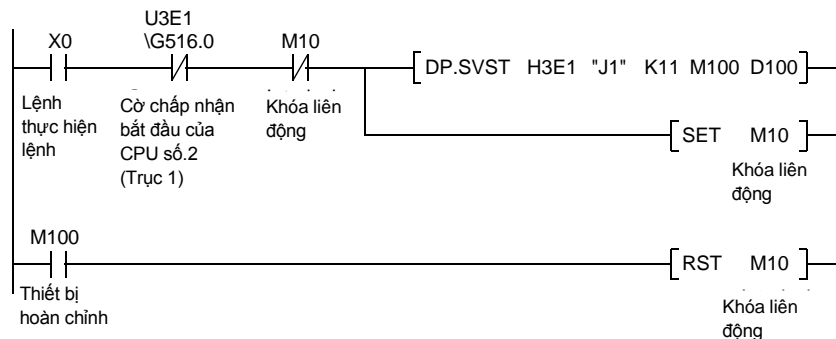 U3E1
X0 \G516.0 M10
DP.SVST H3E1 "J1" K11 M100 D100
Lệnh
thực hiện
lệnh
Cờ chấp nhận
bắt đầu của
CPU số.2
(Trục 1)
Khóa liên
động
SET M10
Khóa liên
động
M100
RST M10
Thiết bị
hoàn chỉnh
Khóa liên
động